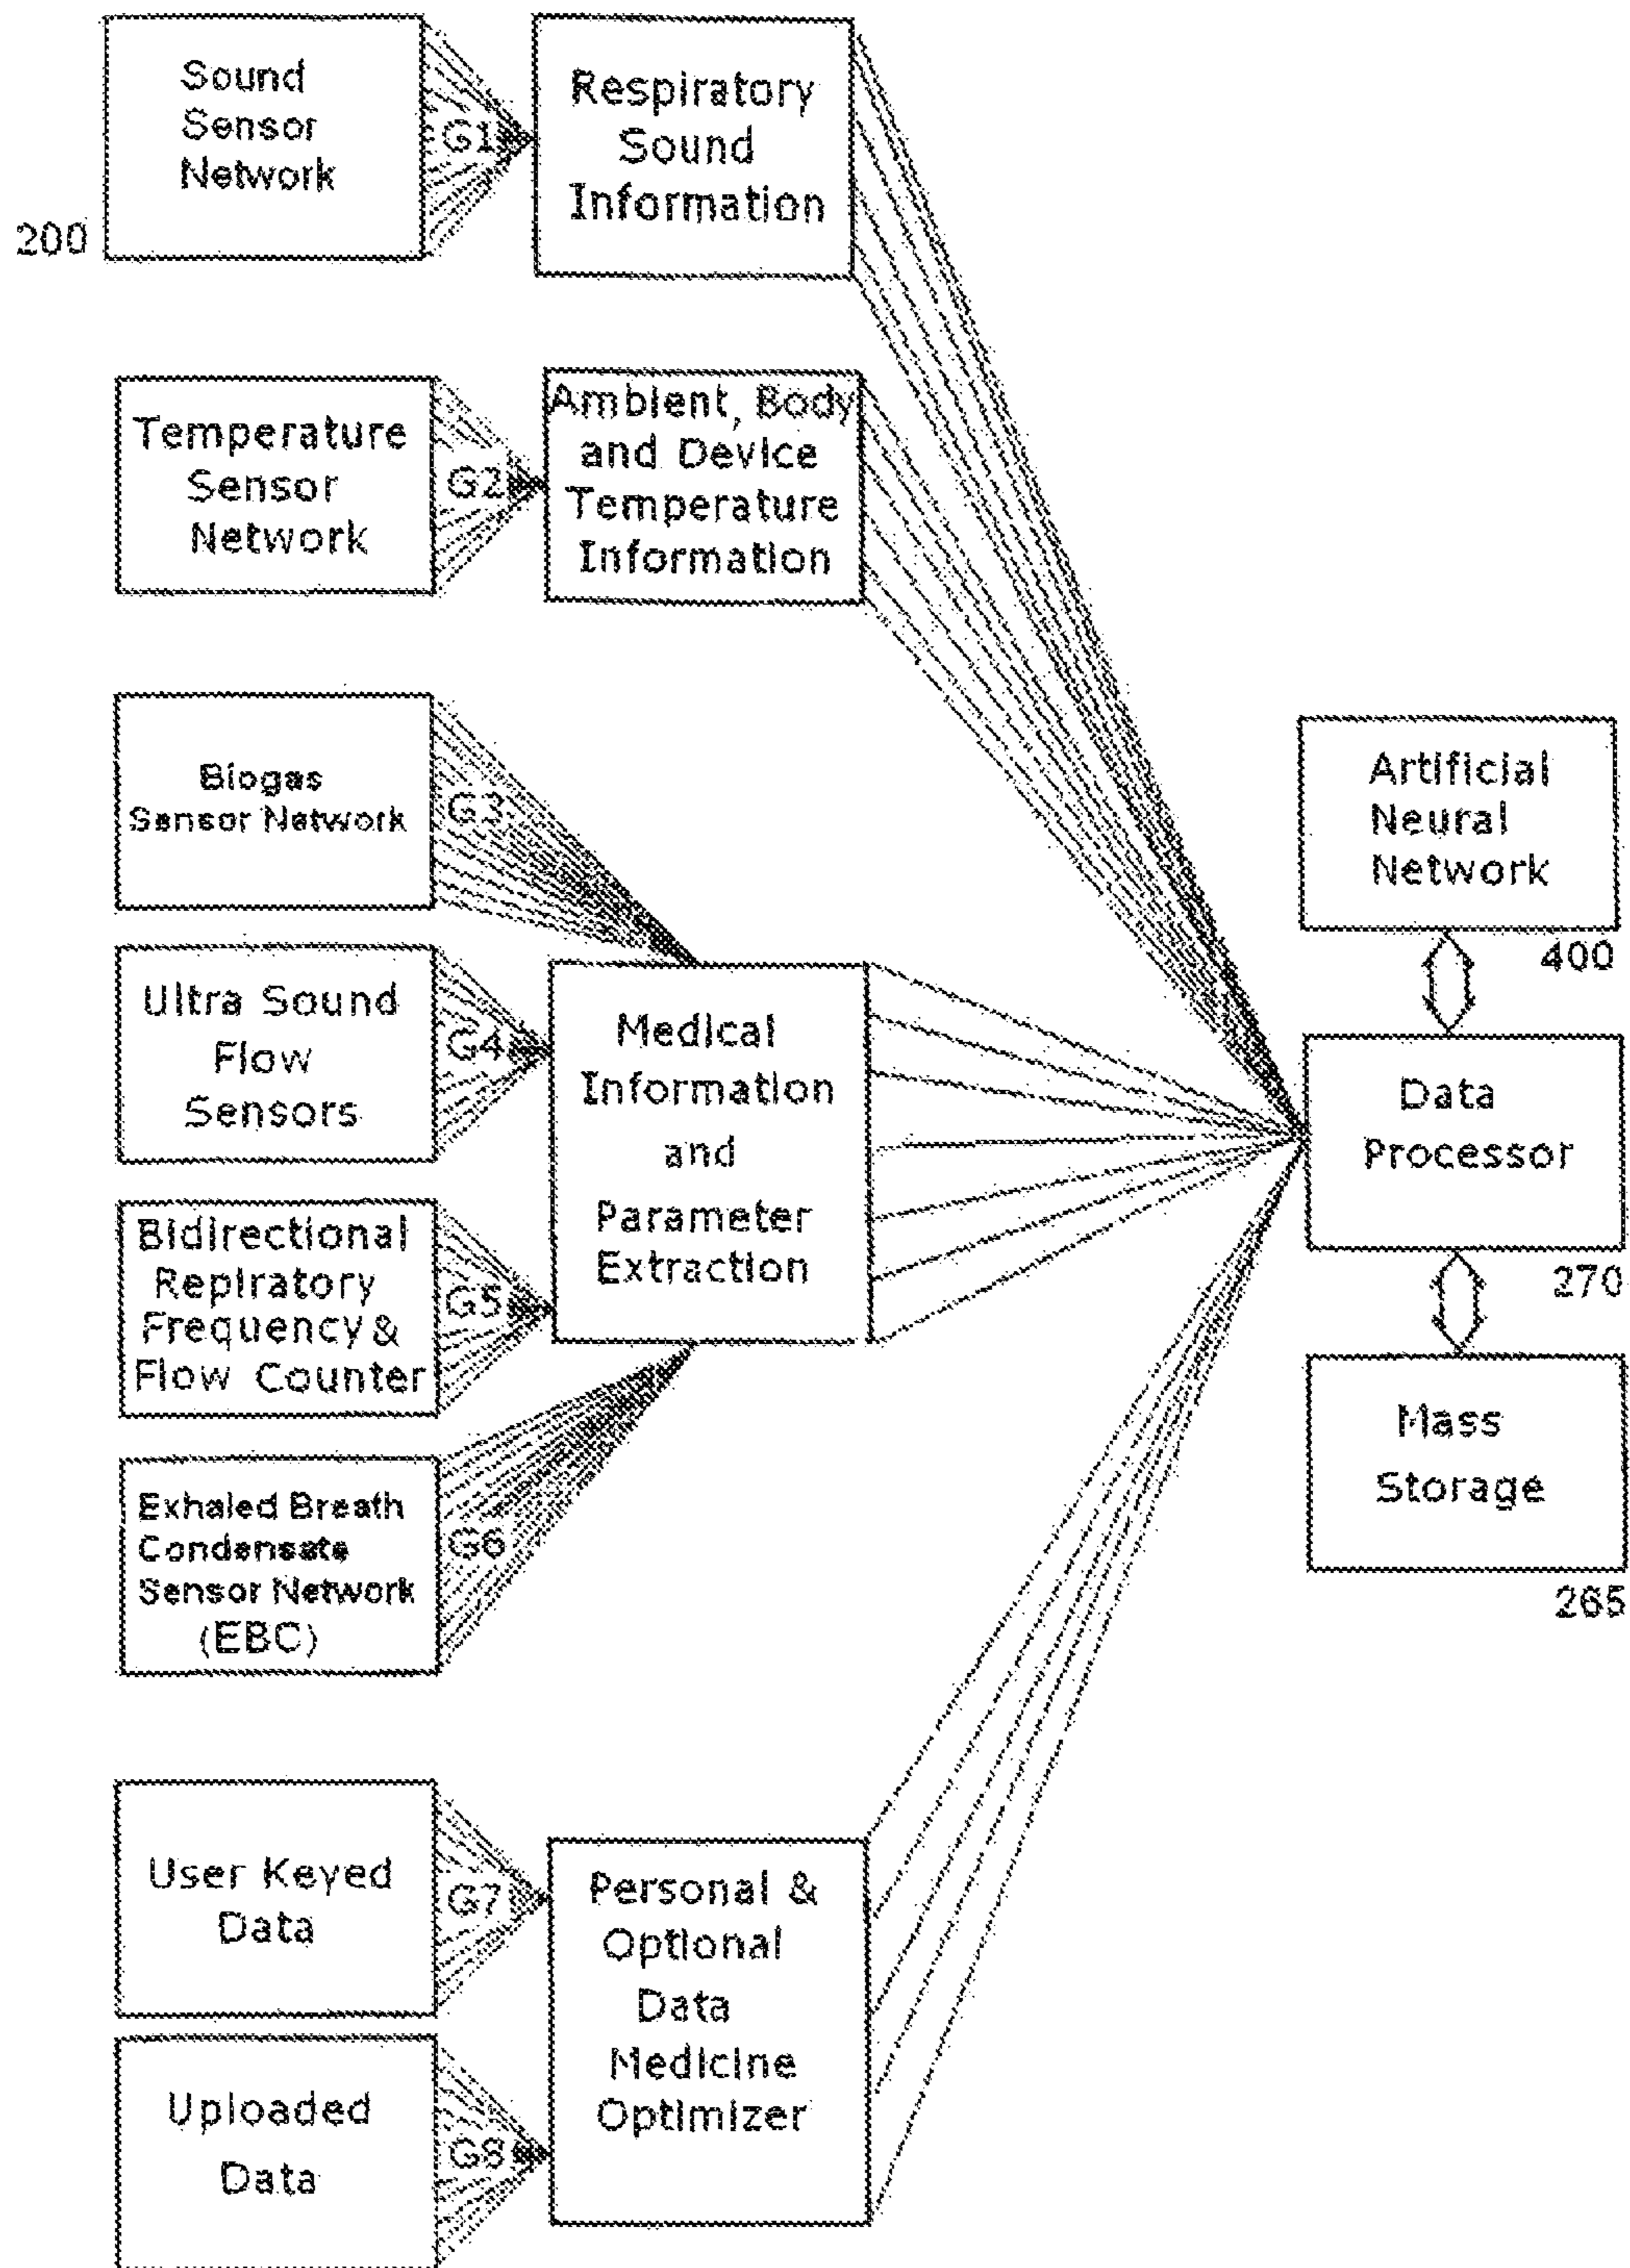 Sound
Sensor
Network
200
G1
Respiratory
Sound
Information
Temperature
Sensor
Network
G2
Ambient, Body
and Device
Temperature
Information
Biogas
Sensor Network
G3
Ultra Sound
Flow
Sensors
G4
Bidirectional
Repiratory
Frequency &
Flow Counter
G5
Exhaled Breath
Condensate
Sensor Network
(EBC)
G6
Medical
Information
and
Parameter
Extraction
User Keyed
Data
G7
Uploaded
Data
G8
Personal &
Optional
Data
Medicine
Optimizer
Artificial
Neural
Network
400
Data
Processor
270
Mass
Storage
265